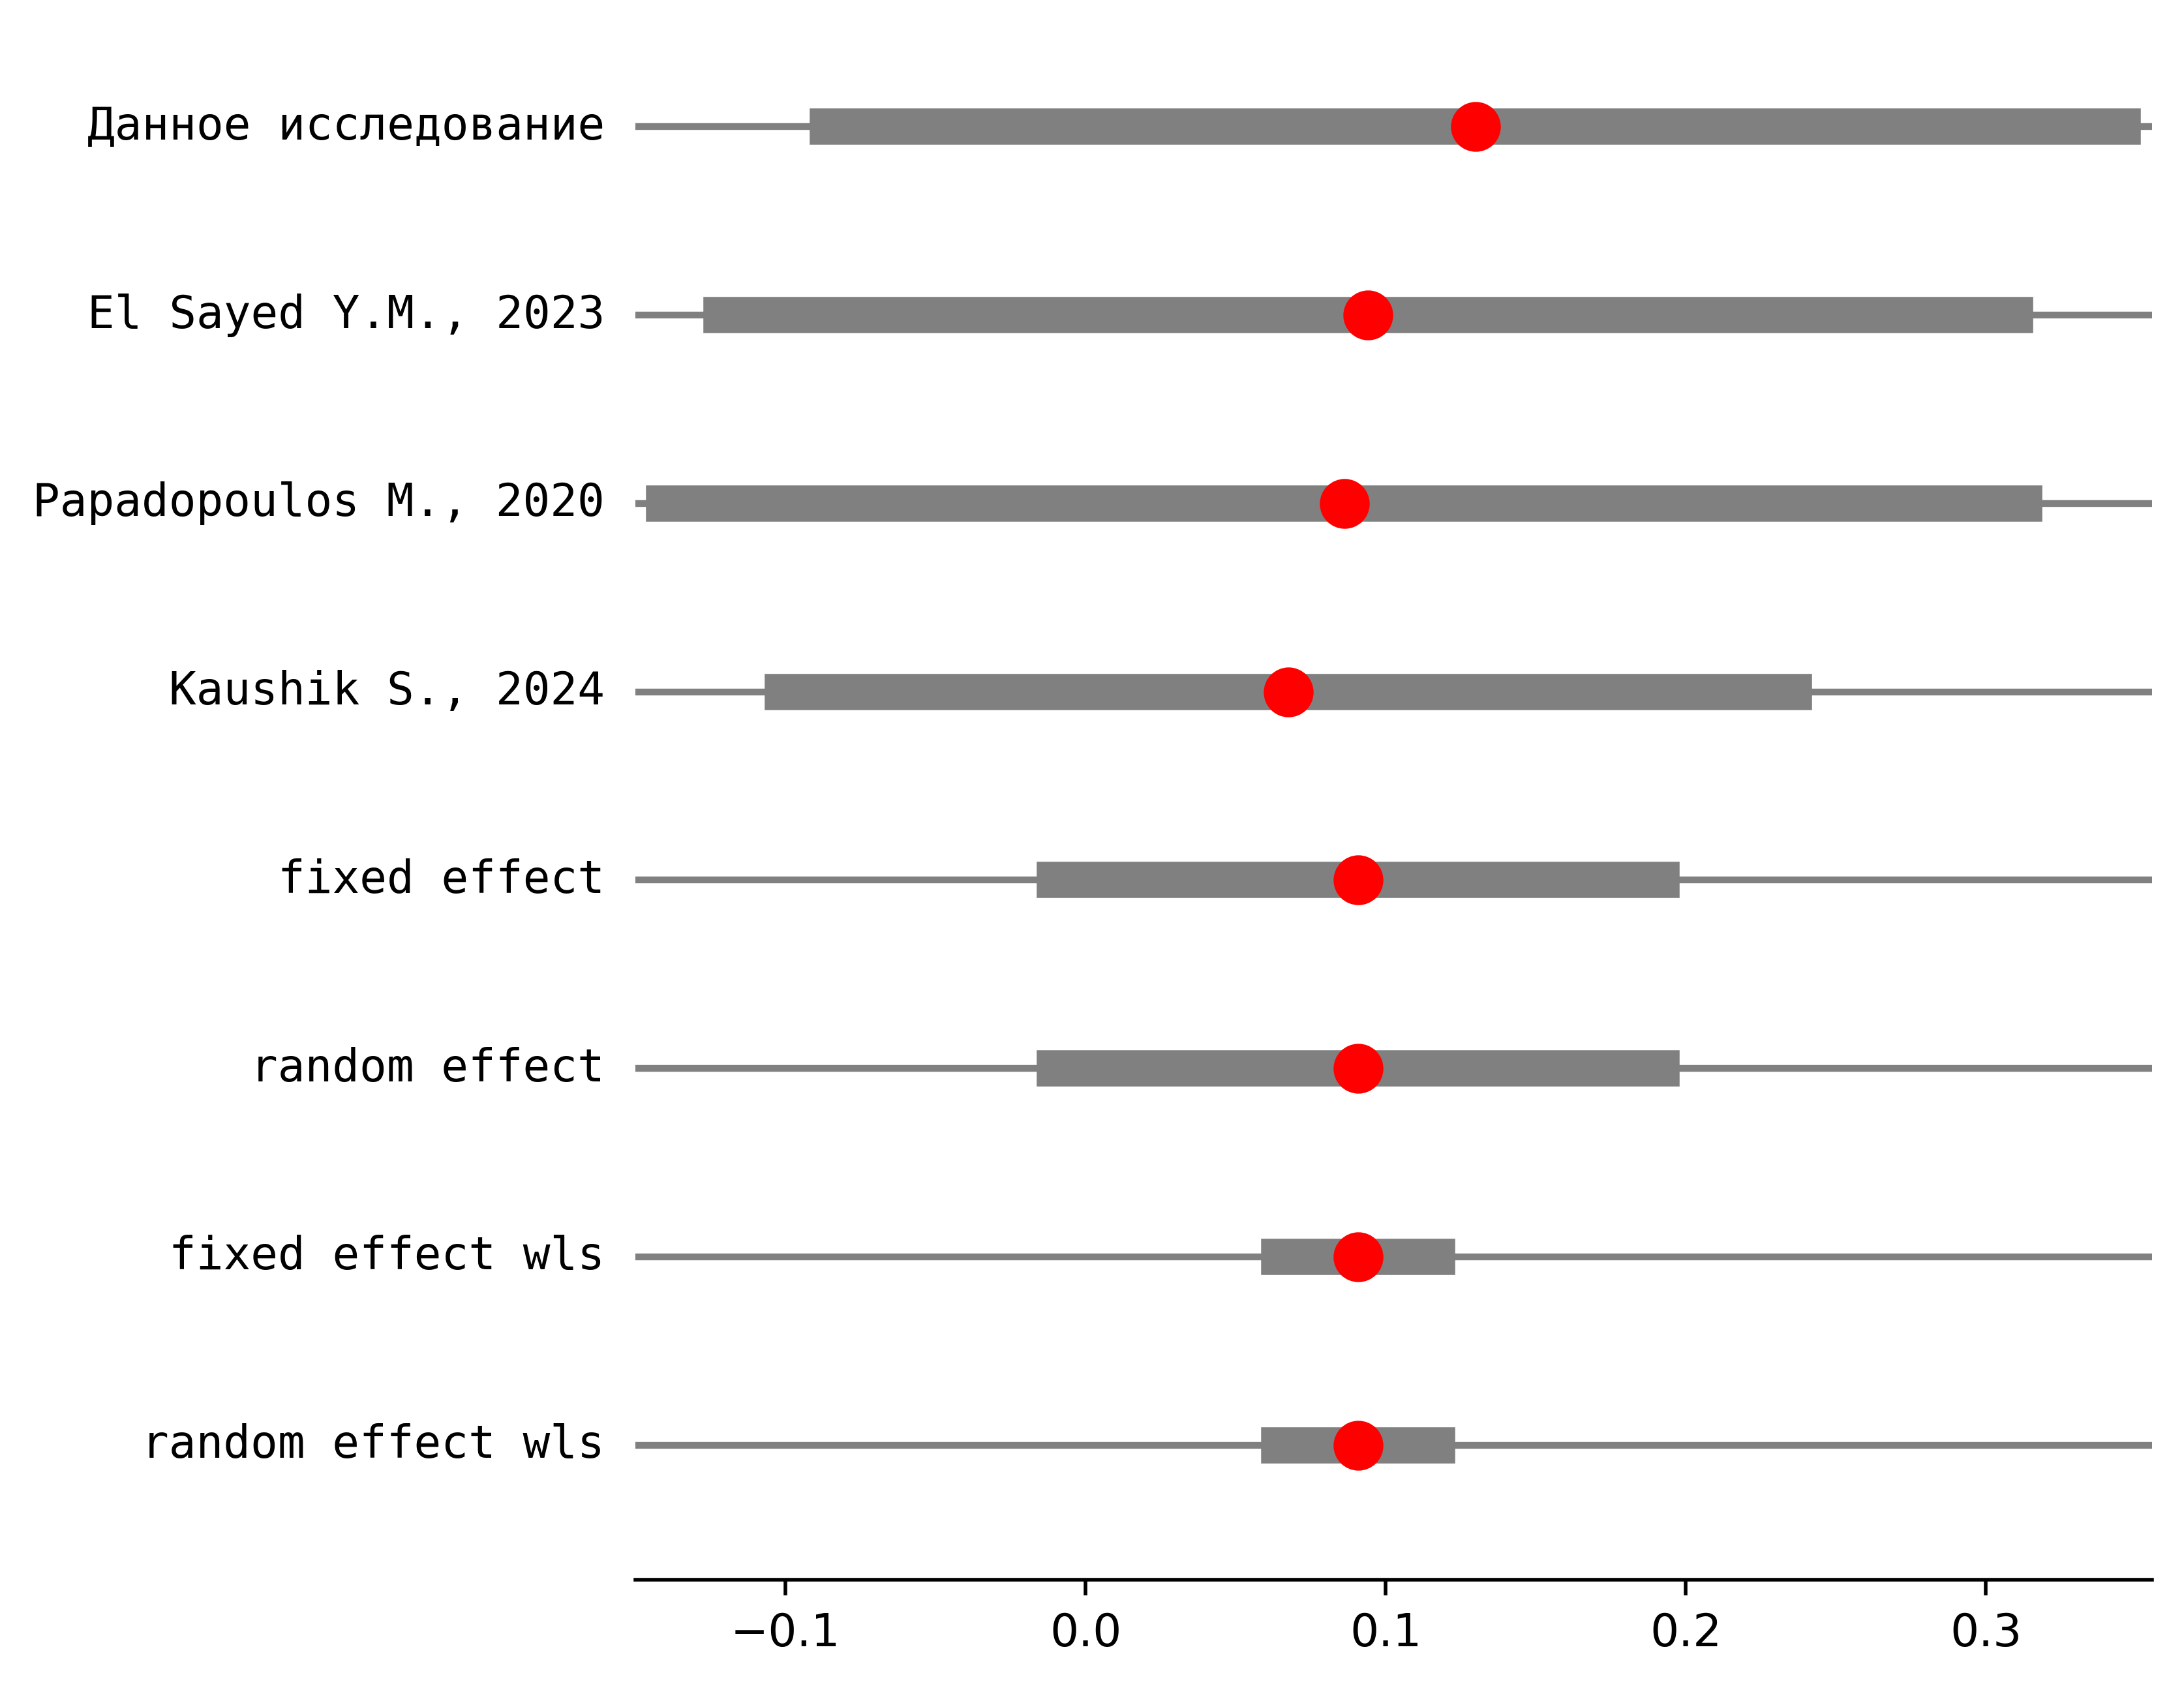 Данное исследование
El Sayed Y.M., 2023
Papadopoulos M., 2020
Kaushik S., 2024
fixed effect
random effect
fixed effect wls
random effect wls
−0.1 0.0 0.1 0.2 0.3